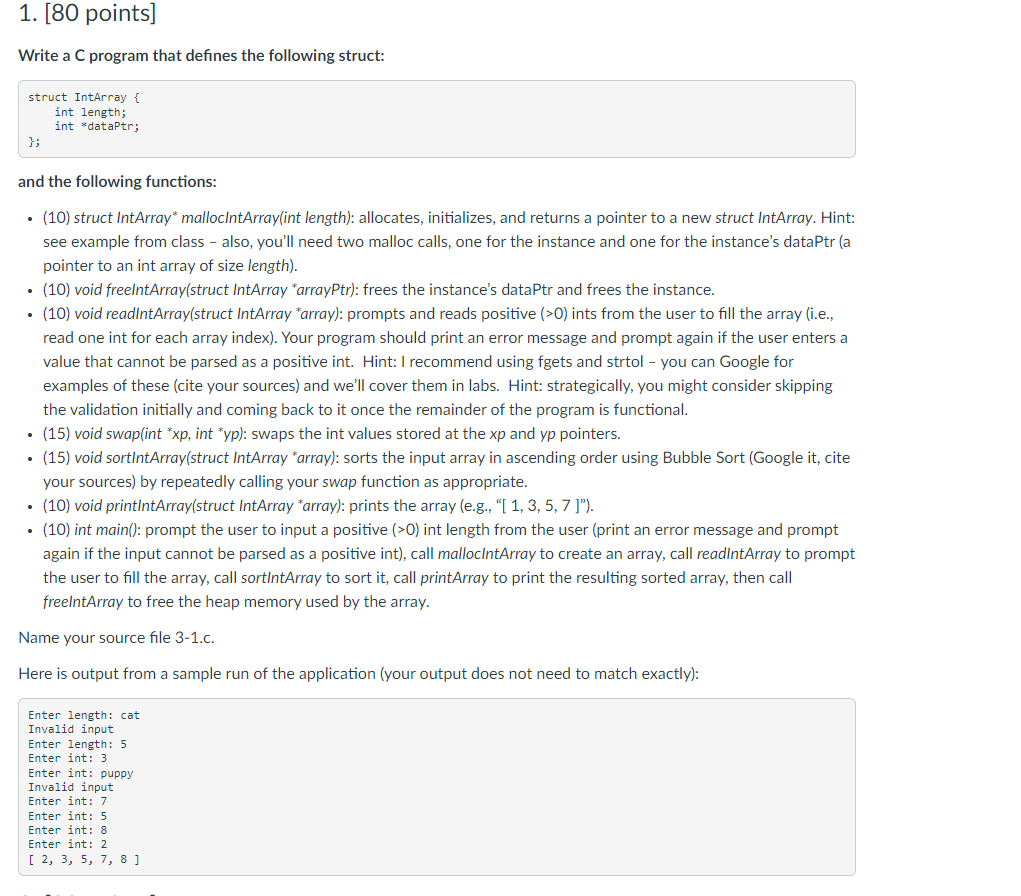 1. [80 points]
Write a C program that defines the following struct:
struct IntArray {
    int length;
    int *dataPtr;
};
and the following functions:
• (10) struct IntArray* mallocIntArray(int length): allocates, initializes, and returns a pointer to a new struct IntArray. Hint:
see example from class – also, you'll need two malloc calls, one for the instance and one for the instance's dataPtr (a
pointer to an int array of size length).
• (10) void freeIntArray(struct IntArray *arrayPtr): frees the instance's dataPtr and frees the instance.
• (10) void readIntArray(struct IntArray *array): prompts and reads positive (>0) ints from the user to fill the array (i.e.,
read one int for each array index). Your program should print an error message and prompt again if the user enters a
value that cannot be parsed as a positive int. Hint: I recommend using fgets and strtol – you can Google for
examples of these (cite your sources) and we'll cover them in labs. Hint: strategically, you might consider skipping
the validation initially and coming back to it once the remainder of the program is functional.
• (15) void swap(int *xp, int *yp): swaps the int values stored at the xp and yp pointers.
• (15) void sortIntArray(struct IntArray *array): sorts the input array in ascending order using Bubble Sort (Google it, cite
your sources) by repeatedly calling your swap function as appropriate.
• (10) void printIntArray(struct IntArray *array): prints the array (e.g., “[ 1, 3, 5, 7 ]”).
• (10) int main(): prompt the user to input a positive (>0) int length from the user (print an error message and prompt
again if the input cannot be parsed as a positive int), call mallocIntArray to create an array, call readIntArray to prompt
the user to fill the array, call sortIntArray to sort it, call printArray to print the resulting sorted array, then call
freeIntArray to free the heap memory used by the array.
Name your source file 3-1.c.
Here is output from a sample run of the application (your output does not need to match exactly):
Enter length: cat
Invalid input
Enter length: 5
Enter int: 3
Enter int: puppy
Invalid input
Enter int: 7
Enter int: 5
Enter int: 8
Enter int: 2
[ 2, 3, 5, 7, 8 ]